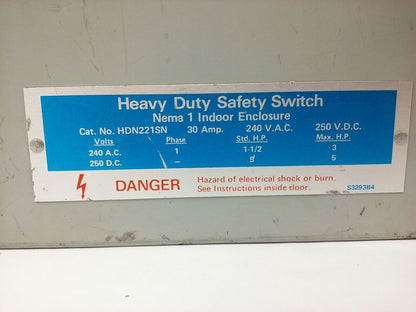 Heavy Duty Safety Switch
Nema 1 Indoor Enclosure
Cat. No. HDN221SN 30 Amp. 240 V.A.C. 250 V.D.C.
Volts Phase Std. H.P. Max. H.P.
240 A.C. 1 1-1/2 3
250 D.C. — 5 5
DANGER
Hazard of electrical shock or burn.
See Instructions inside door.
S329384